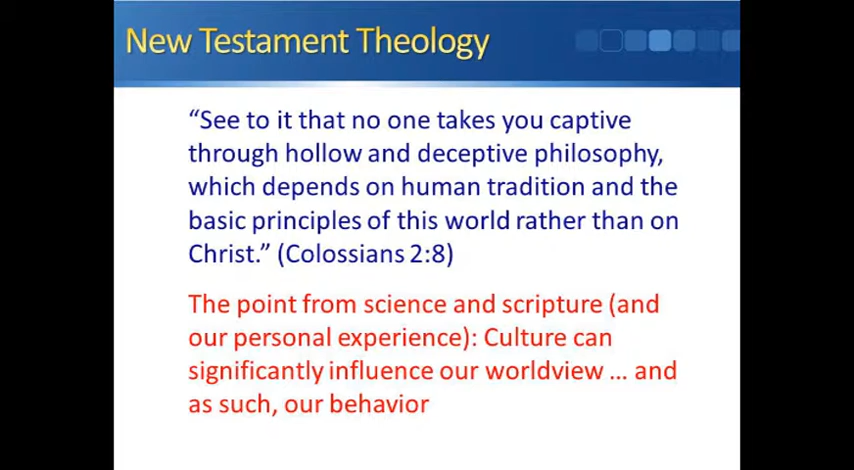 New Testament Theology
“See to it that no one takes you captive
through hollow and deceptive philosophy,
which depends on human tradition and the
basic principles of this world rather than on
Christ.” (Colossians 2:8)
The point from science and scripture (and
our personal experience): Culture can
significantly influence our worldview … and
as such, our behavior